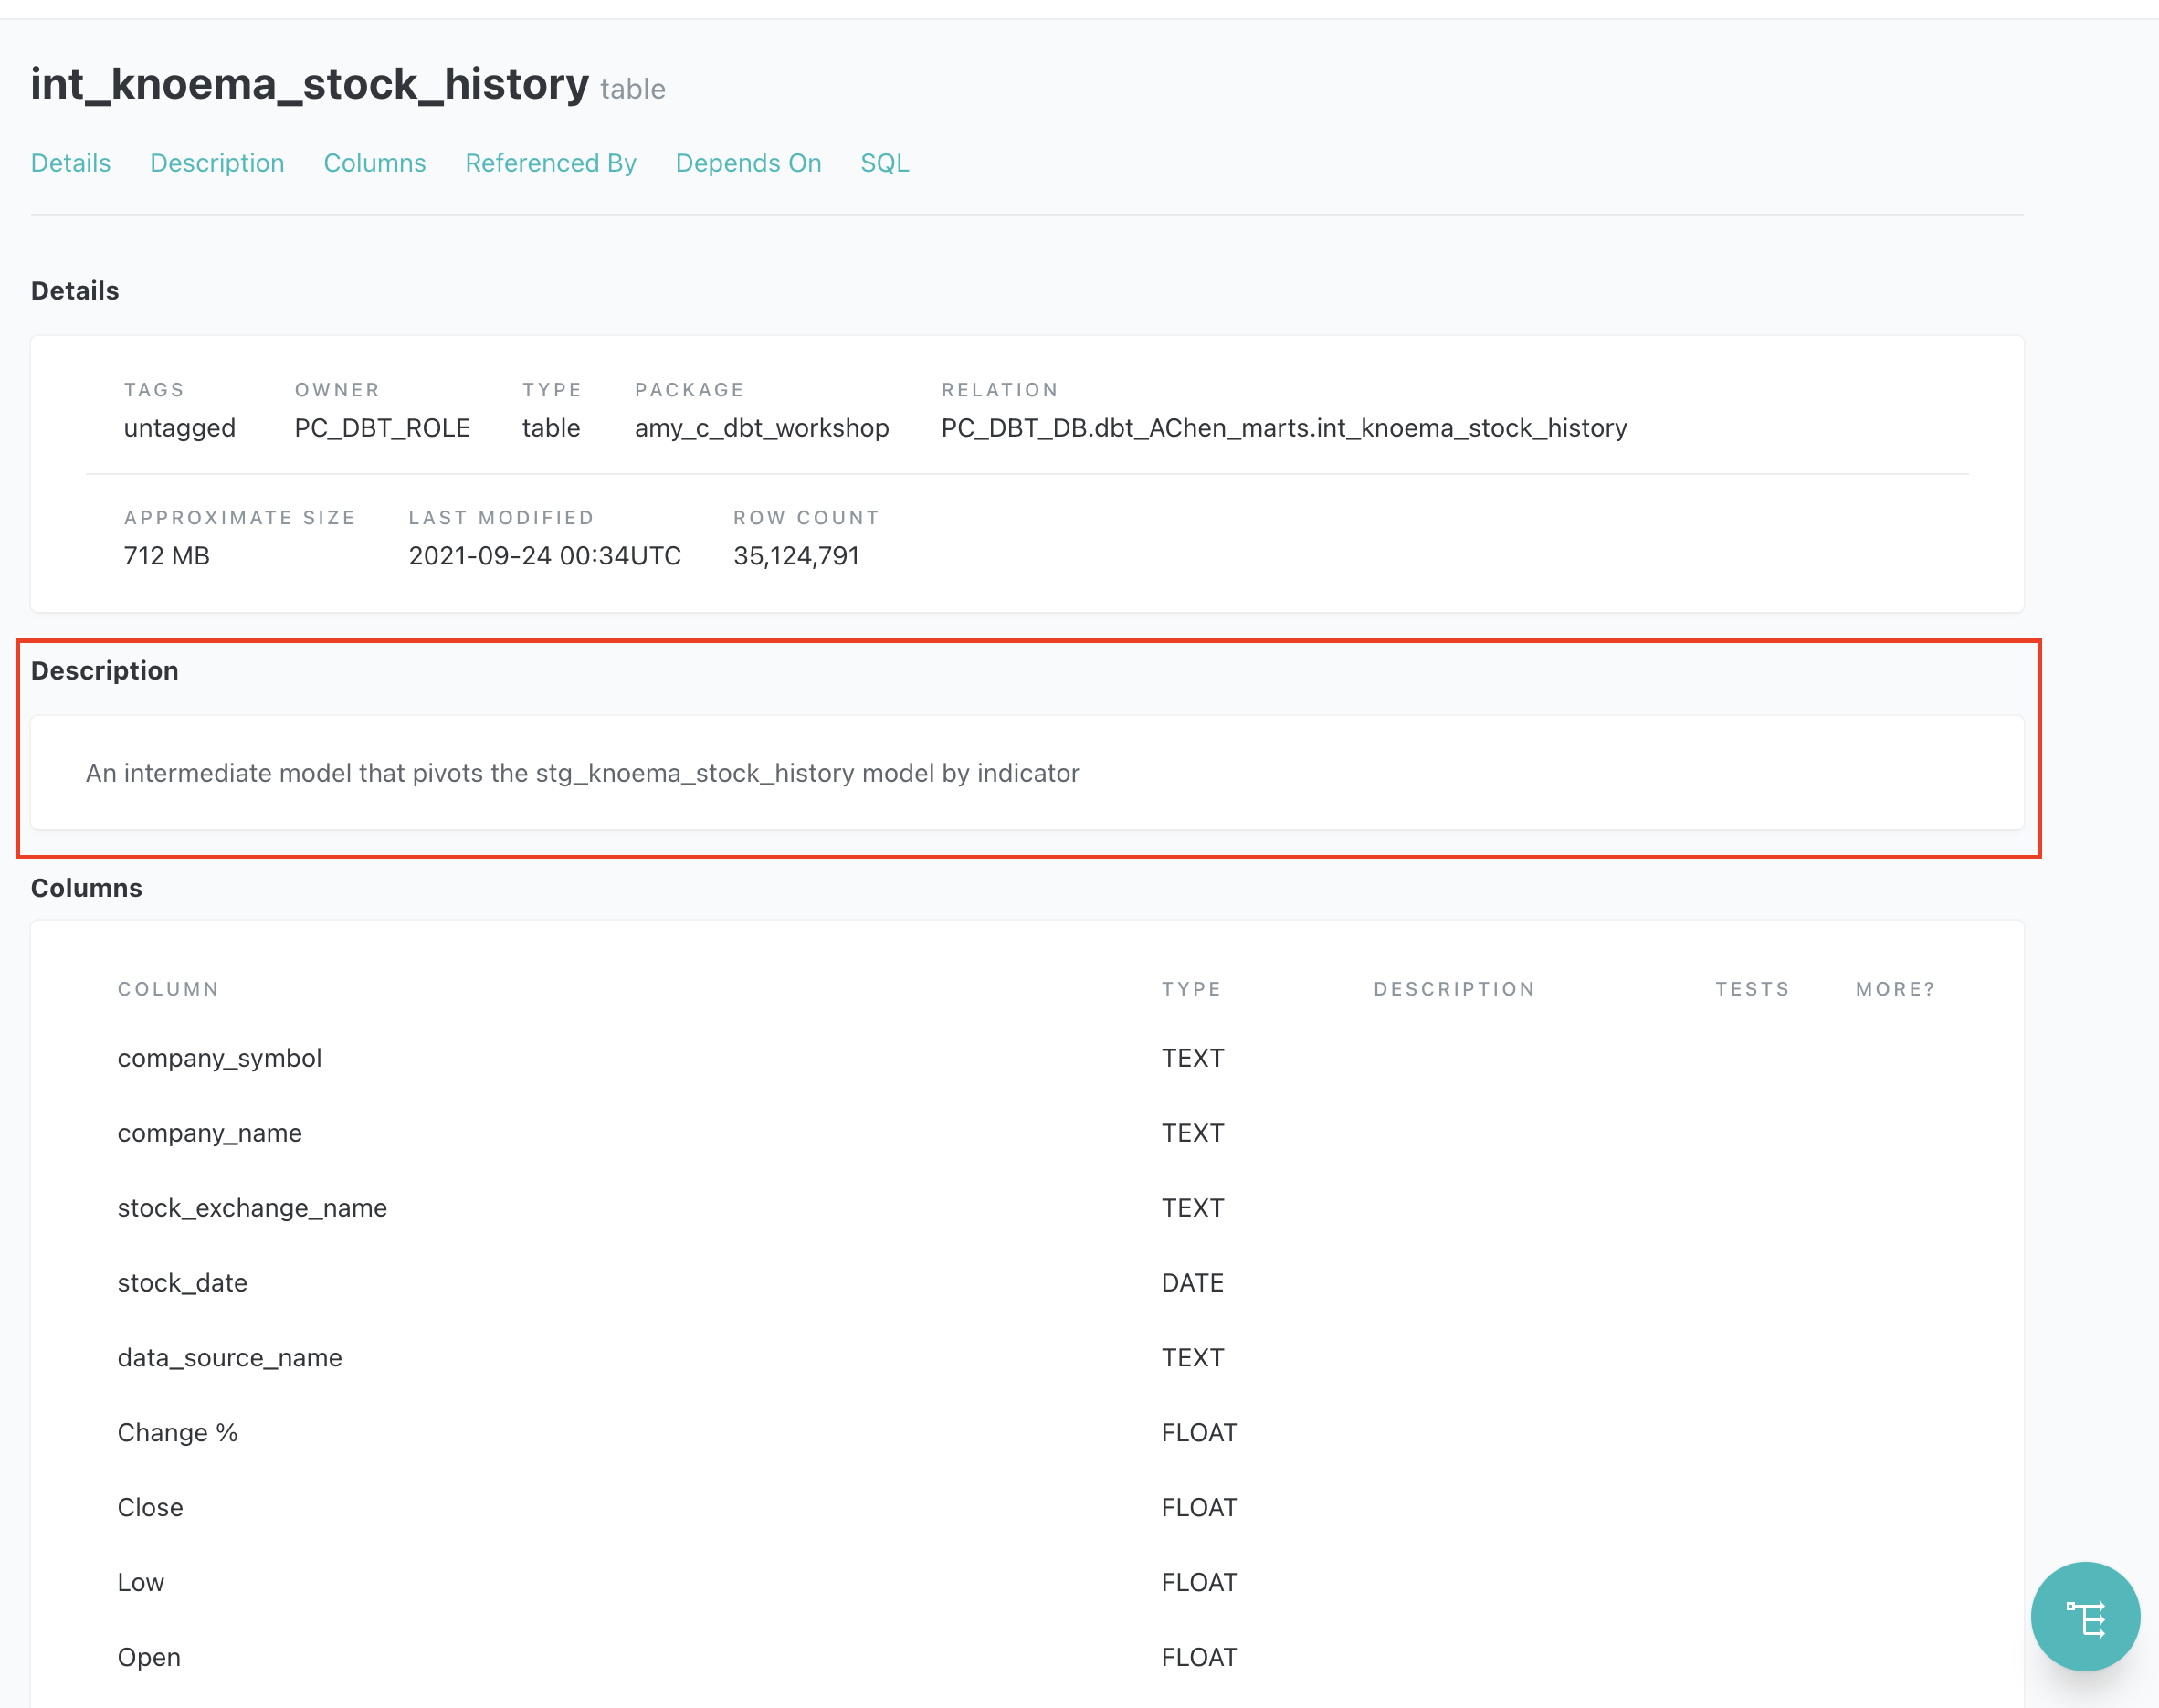 int_knoema_stock_history table
Details Description Columns Referenced By Depends On SQL
Details
TAGS OWNER TYPE PACKAGE RELATION
untagged PC_DBT_ROLE table amy_c_dbt_workshop PC_DBT_DB.dbt_AChen_marts.int_knoema_stock_history
APPROXIMATE SIZE LAST MODIFIED ROW COUNT
712 MB 2021-09-24 00:34UTC 35,124,791
Description
An intermediate model that pivots the stg_knoema_stock_history model by indicator
Columns
COLUMN TYPE DESCRIPTION TESTS MORE?
company_symbol TEXT
company_name TEXT
stock_exchange_name TEXT
stock_date DATE
data_source_name TEXT
Change % FLOAT
Close FLOAT
Low FLOAT
Open FLOAT